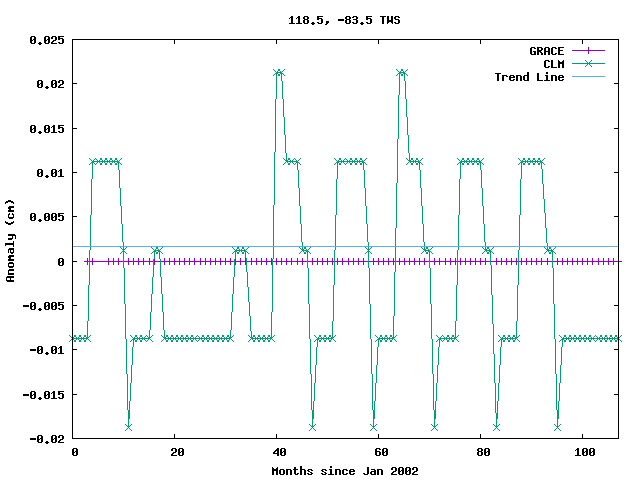 118.5, -83.5 TWS
GRACE
CLM
Trend Line
0.025
0.02
0.015
0.01
0.005
0
-0.005
-0.01
-0.015
-0.02
Anomaly (cm)
0 20 40 60 80 100
Months since Jan 2002